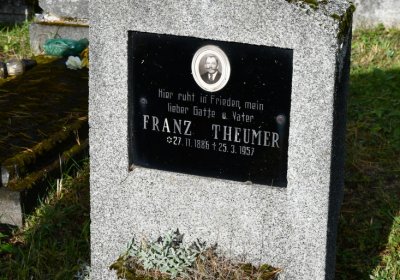 Hier ruht in Frieden, mein
lieber Gatte u. Vater
FRANZ THEUMER
*27.11.1886 †25.3.1957